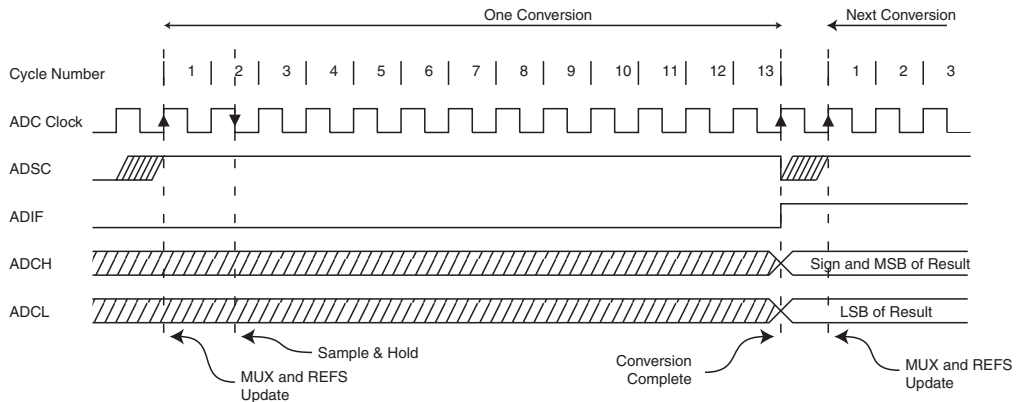 One Conversion
Next Conversion
Cycle Number 1 2 3 4 5 6 7 8 9 10 11 12 13 1 2 3
ADC Clock
ADSC
ADIF
ADCH
Sign and MSB of Result
ADCL
LSB of Result
Sample & Hold
MUX and REFS
Update
Conversion
Complete
MUX and REFS
Update